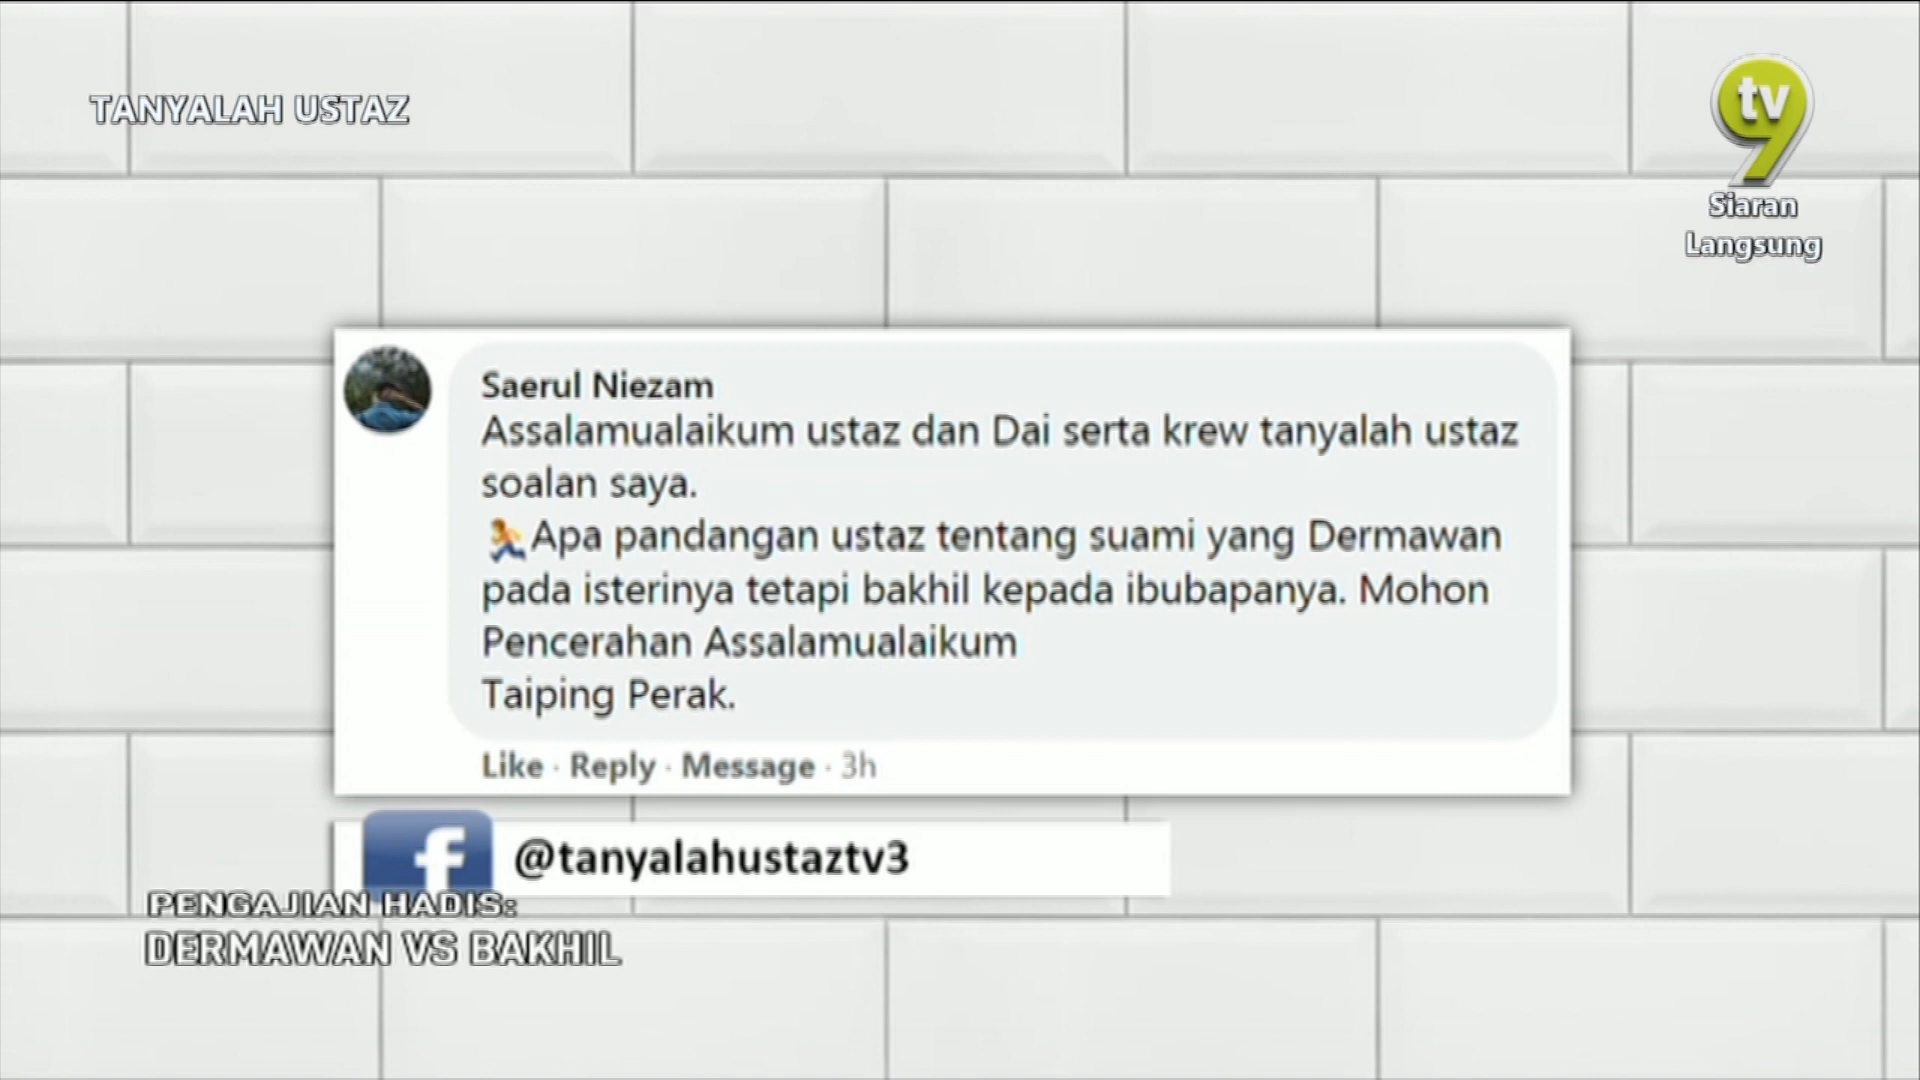 TANYALAH USTAZ
tv
9
Siaran
Langsung
Saerul Niezam
Assalamualaikum ustaz dan Dai serta krew tanyalah ustaz
soalan saya.
🏃Apa pandangan ustaz tentang suami yang Dermawan
pada isterinya tetapi bakhil kepada ibubapanya. Mohon
Pencerahan Assalamualaikum
Taiping Perak.
Like · Reply · Message · 3h
f @tanyalahustaztv3
PENGAJIAN HADIS:
DERMAWAN VS BAKHIL